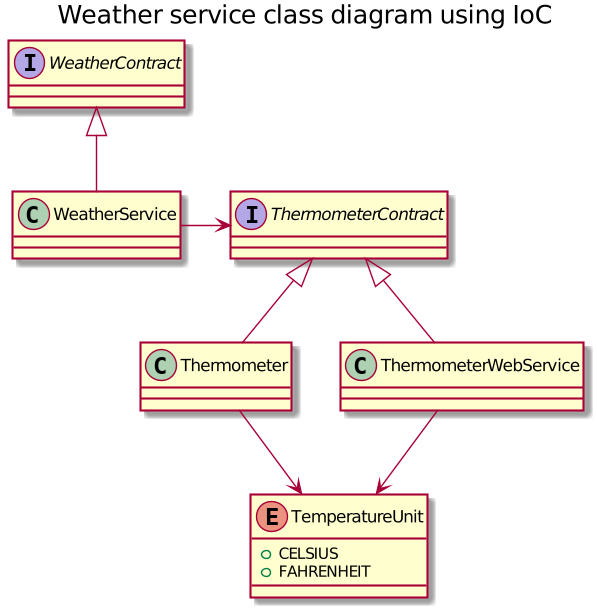 Weather service class diagram using IoC
I WeatherContract
C WeatherService
I ThermometerContract
C Thermometer
C ThermometerWebService
E TemperatureUnit
CELSIUS
FAHRENHEIT